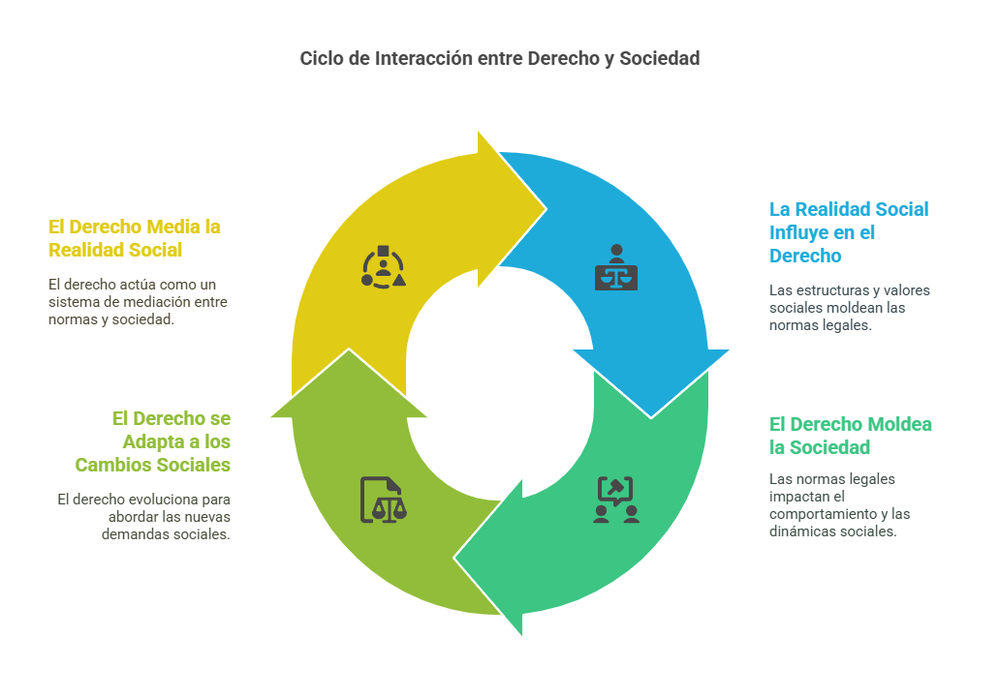 Ciclo de Interacción entre Derecho y Sociedad
El Derecho Media la
Realidad Social
El derecho actúa como un
sistema de mediación entre
normas y sociedad.
La Realidad Social
Influye en el
Derecho
Las estructuras y valores
sociales moldean las
normas legales.
El Derecho se
Adapta a los
Cambios Sociales
El derecho evoluciona para
abordar las nuevas
demandas sociales.
El Derecho Moldea
la Sociedad
Las normas legales
impactan el
comportamiento y las
dinámicas sociales.